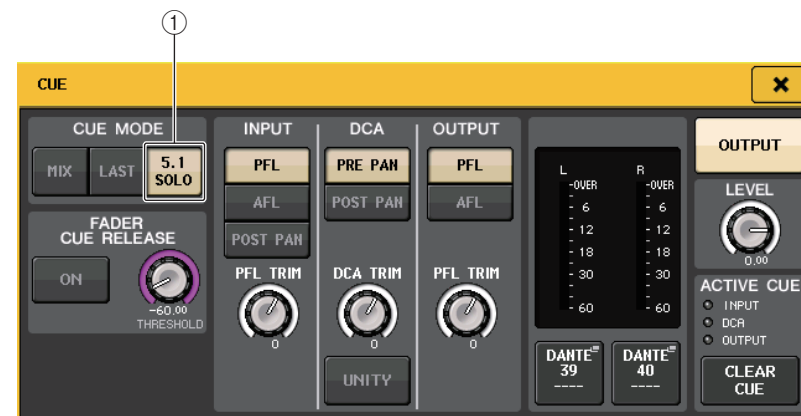 1
CUE
CUE MODE
MIX
LAST
5.1
SOLO
FADER
CUE RELEASE
ON
-60.00
THRESHOLD
INPUT
PFL
AFL
POST PAN
PFL TRIM
0
DCA
PRE PAN
POST PAN
DCA TRIM
0
UNITY
OUTPUT
PFL
AFL
PFL TRIM
0
L R
-OVER -OVER
- 6 - 6
- 12 - 12
- 18 - 18
- 30 - 30
- 60 - 60
DANTE
39
----
DANTE
40
----
OUTPUT
LEVEL
0.00
ACTIVE CUE
INPUT
DCA
OUTPUT
CLEAR
CUE